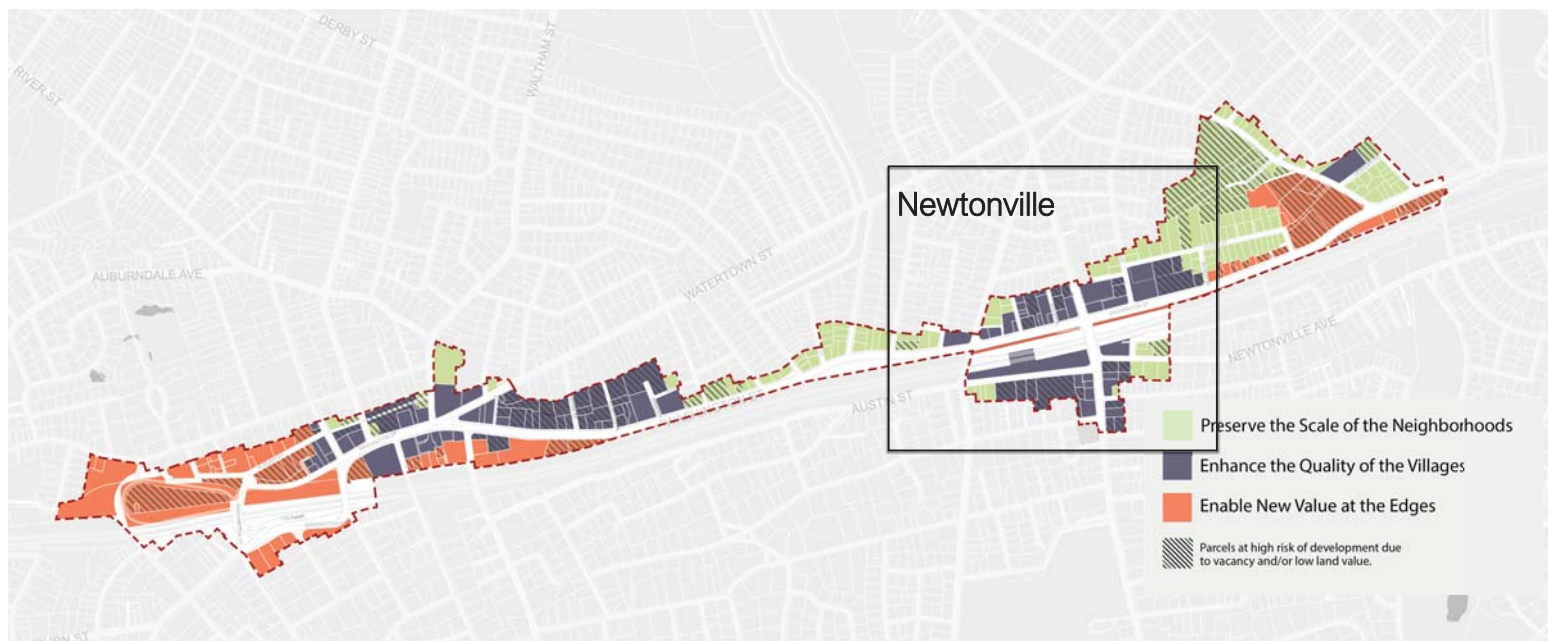 DERBY ST
WALTHAM ST
RIVER ST
Newtonville
AUBURNDALE AVE
WATERTOWN ST
NEWTONVILLE AVE
AUSTIN ST
Preserve the Scale of the Neighborhoods
Enhance the Quality of the Villages
Enable New Value at the Edges
Parcels at high risk of development due
to vacancy and/or low land value.